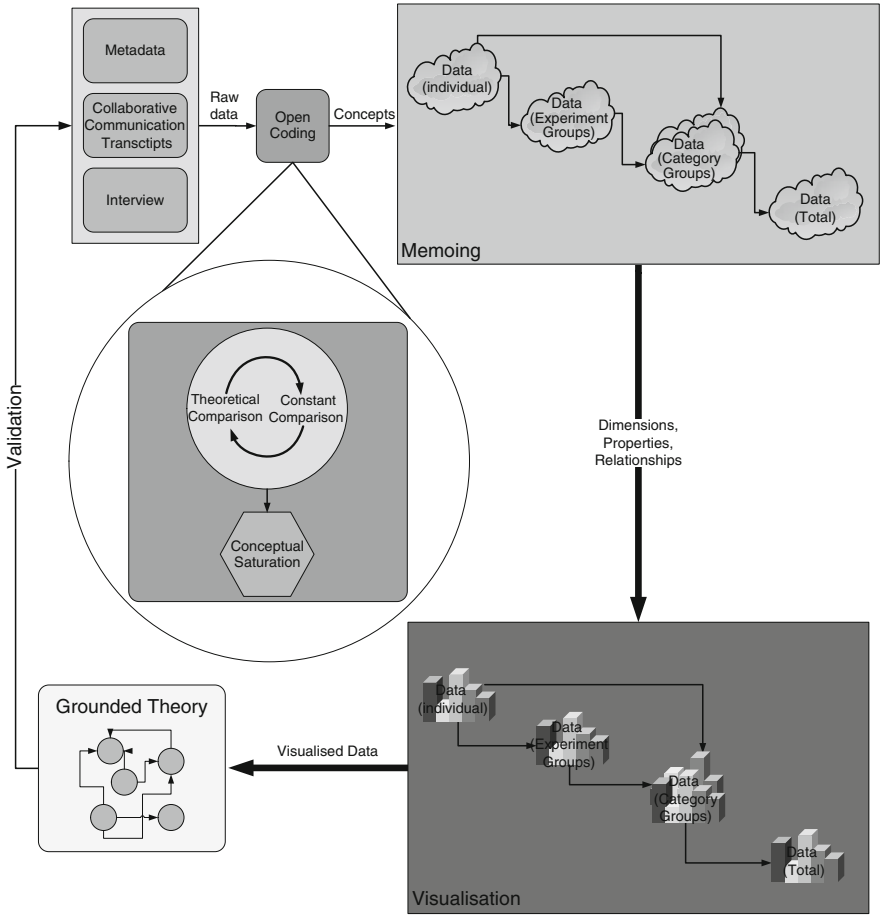 Metadata
Collaborative
Communication
Transctipts
Interview
Raw
data
Open
Coding
Concepts
Data
(individual)
Data
(Experiment
Groups)
Data
(Category
Groups)
Data
(Total)
Memoing
Theoretical
Comparison
Constant
Comparison
Conceptual
Saturation
Validation
Dimensions,
Properties,
Relationships
Grounded Theory
Visualised Data
Data
(individual)
Data
(Experiment
Groups)
Data
(Category
Groups)
Data
(Total)
Visualisation